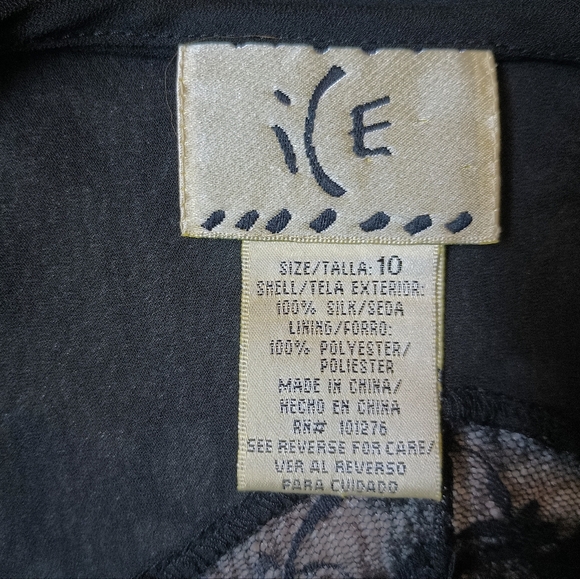 iCE
SIZE/TALLA: 10
SHELL/TELA EXTERIOR:
100% SILK/SEDA
LINING/FORRO:
100% POLYESTER/
POLIESTER
MADE IN CHINA/
HECHO EN CHINA
RN# 101276
SEE REVERSE FOR CARE/
VER AL REVERSO
PARA CUIDADO